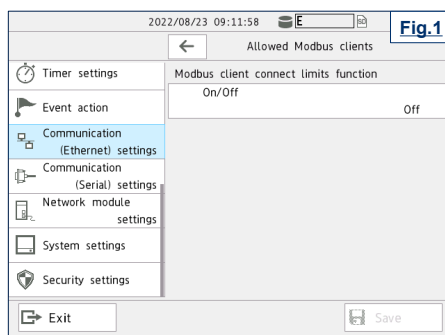 2022/08/23 09:11:58 E SD
Fig.1
Allowed Modbus clients
Timer settings
Event action
Communication
(Ethernet) settings
Communication
(Serial) settings
Network module
settings
System settings
Security settings
Modbus client connect limits function
On/Off
Off
Exit
Save